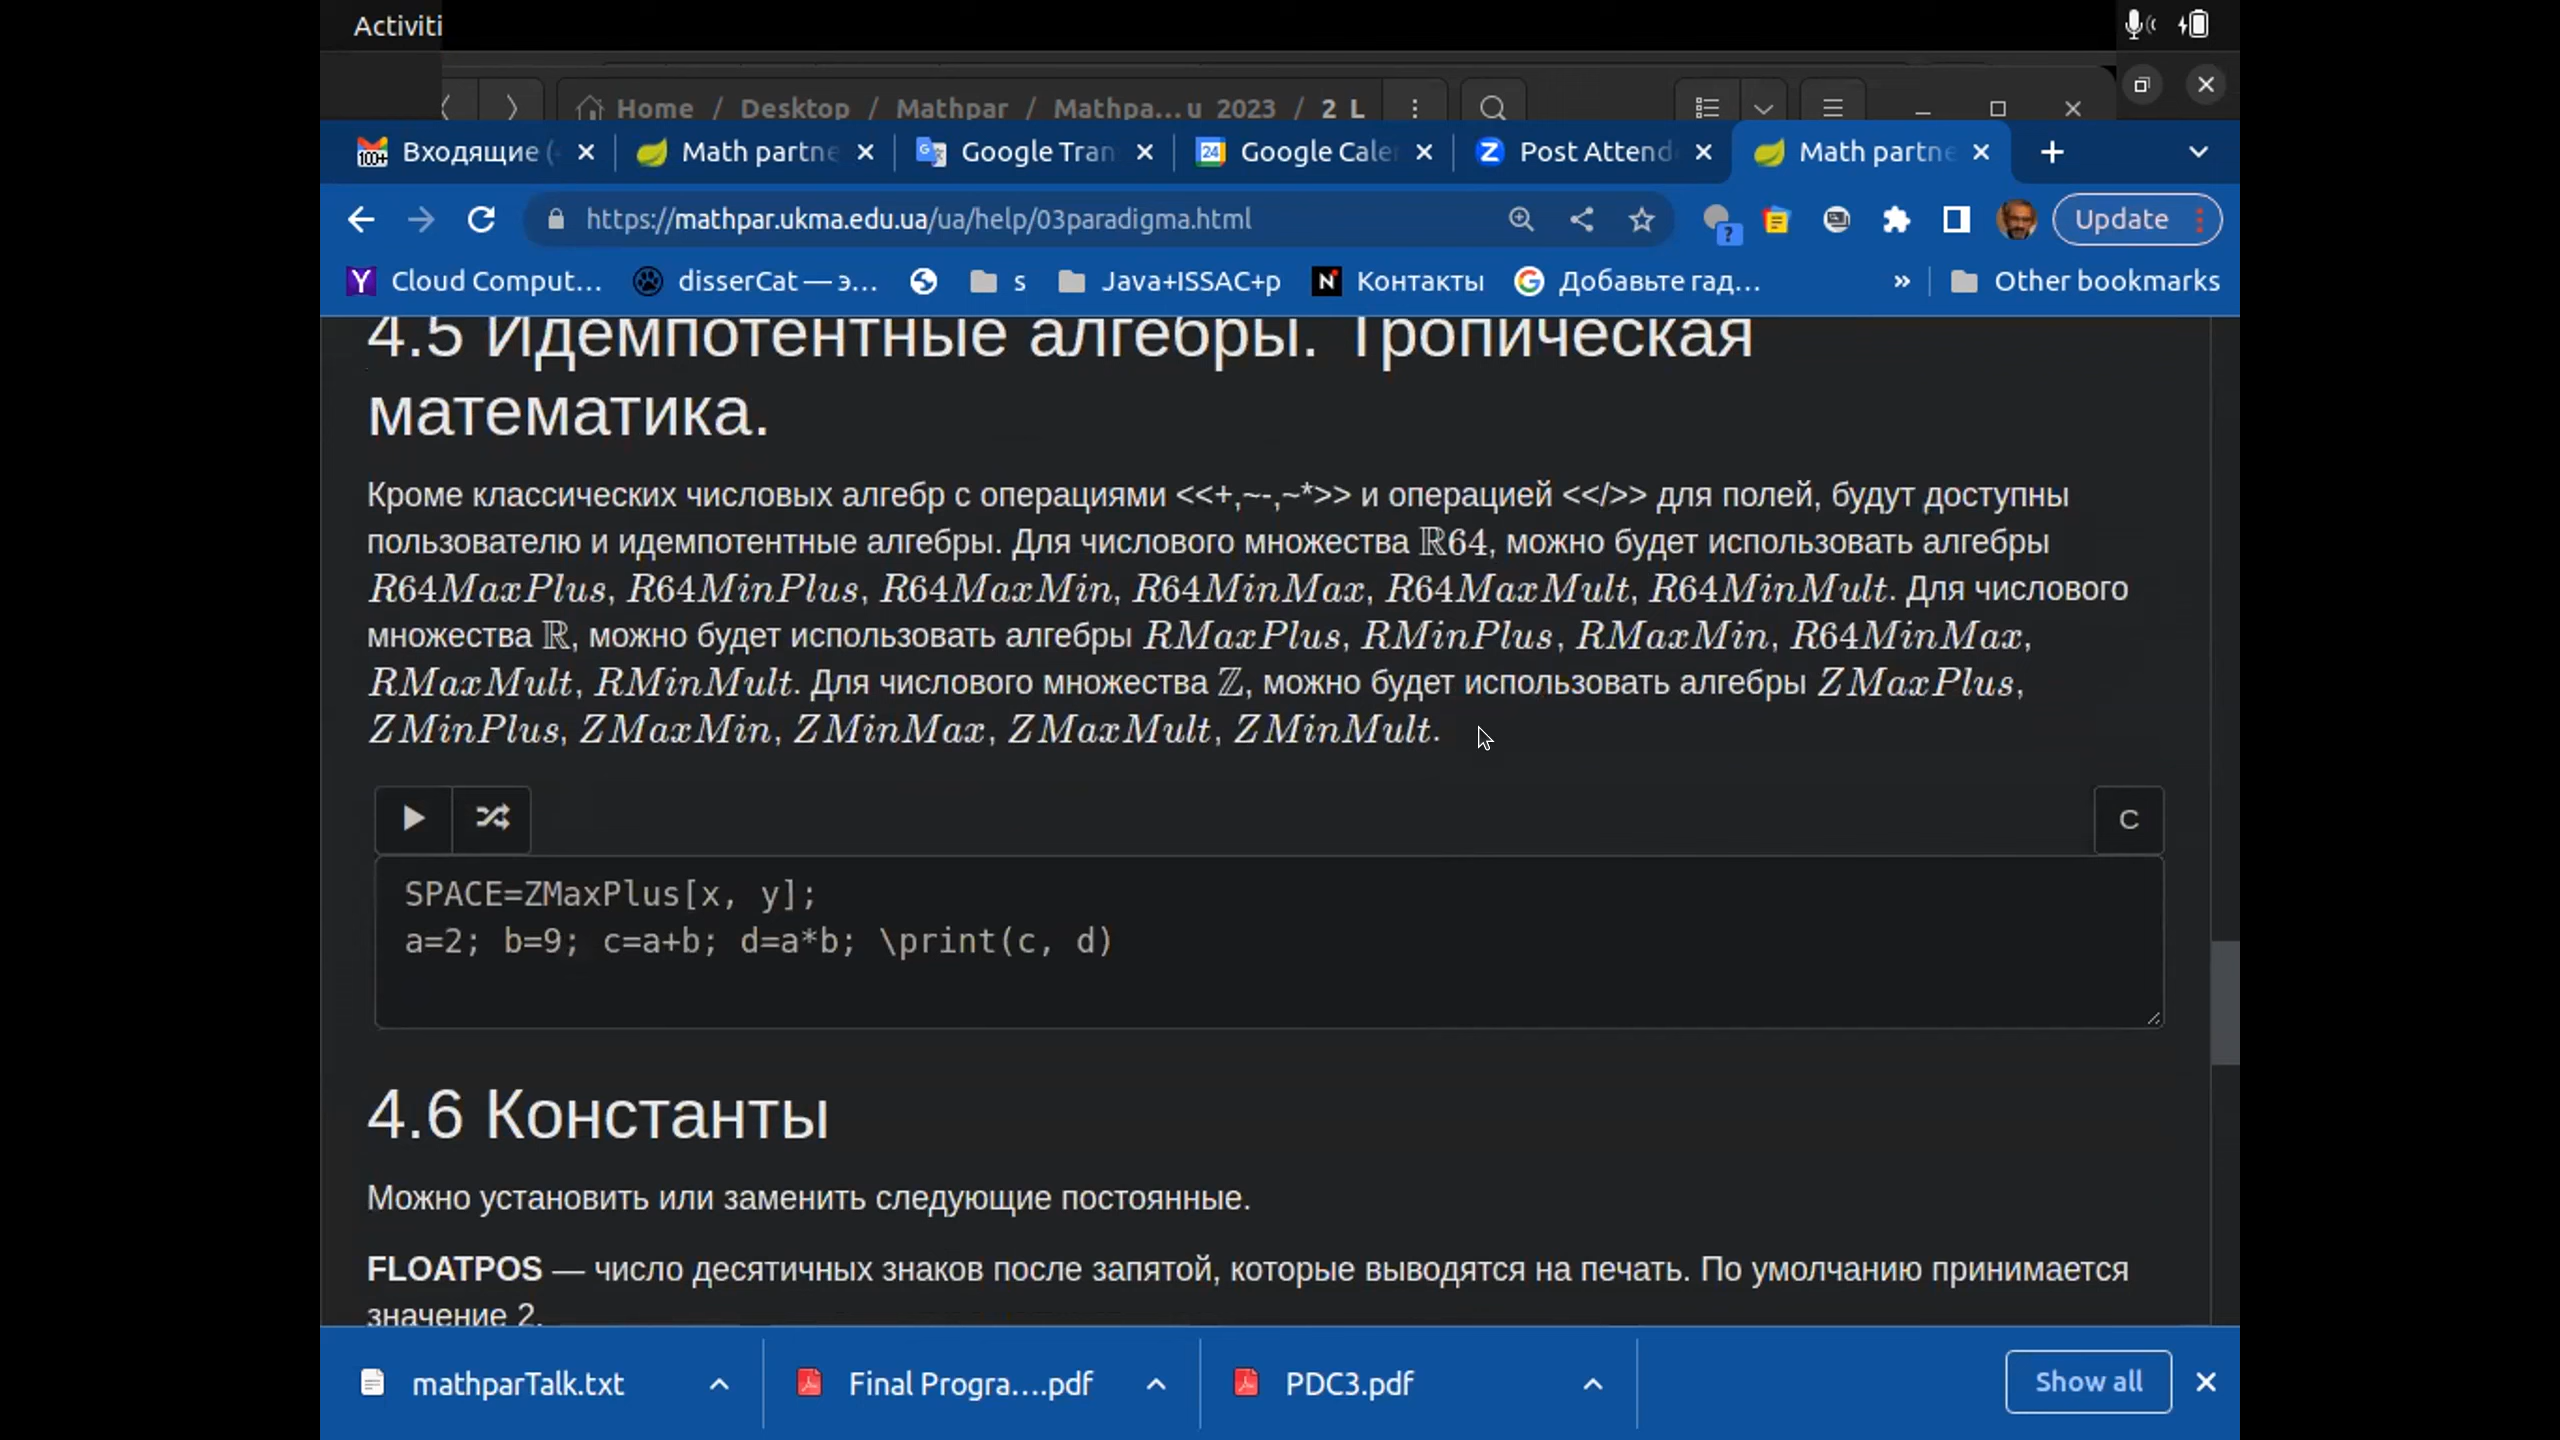 Activiti
Home / Desktop / Mathpar / Mathpa…u 2023 / 2 L
Входящие ( Math partne Google Tran Google Cale Post Attend Math partne
https://mathpar.ukma.edu.ua/ua/help/03paradigma.html Update
Cloud Comput… disserCat — э… s Java+ISSAC+p Контакты Добавьте гад… » Other bookmarks
4.5 Идемпотентные алгебры. Тропическая
математика.
Кроме классических числовых алгебр с операциями <<+,~-,~*>> и операцией <</>> для полей, будут доступны
пользователю и идемпотентные алгебры. Для числового множества ℝ64, можно будет использовать алгебры
R64MaxPlus, R64MinPlus, R64MaxMin, R64MinMax, R64MaxMult, R64MinMult. Для числового
множества ℝ, можно будет использовать алгебры RMaxPlus, RMinPlus, RMaxMin, R64MinMax,
RMaxMult, RMinMult. Для числового множества ℤ, можно будет использовать алгебры ZMaxPlus,
ZMinPlus, ZMaxMin, ZMinMax, ZMaxMult, ZMinMult.
C
SPACE=ZMaxPlus[x, y];
a=2; b=9; c=a+b; d=a*b; \print(c, d)
4.6 Константы
Можно установить или заменить следующие постоянные.
FLOATPOS — число десятичных знаков после запятой, которые выводятся на печать. По умолчанию принимается
значение 2.
mathparTalk.txt Final Progra….pdf PDC3.pdf Show all